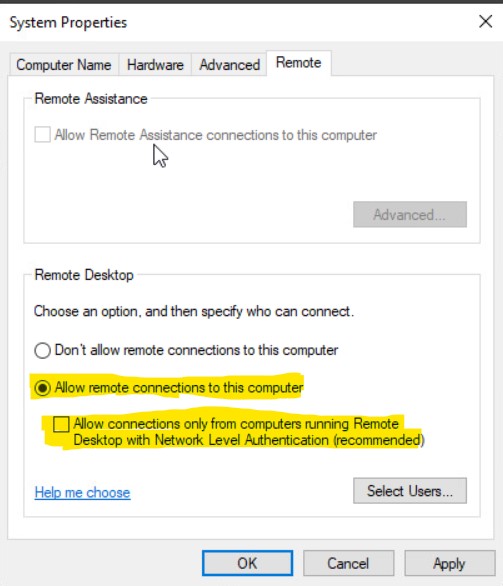 System Properties
Computer Name Hardware Advanced Remote
Remote Assistance
Allow Remote Assistance connections to this computer
Advanced...
Remote Desktop
Choose an option, and then specify who can connect.
Don't allow remote connections to this computer
Allow remote connections to this computer
Allow connections only from computers running Remote
Desktop with Network Level Authentication (recommended)
Help me choose
Select Users...
OK Cancel Apply